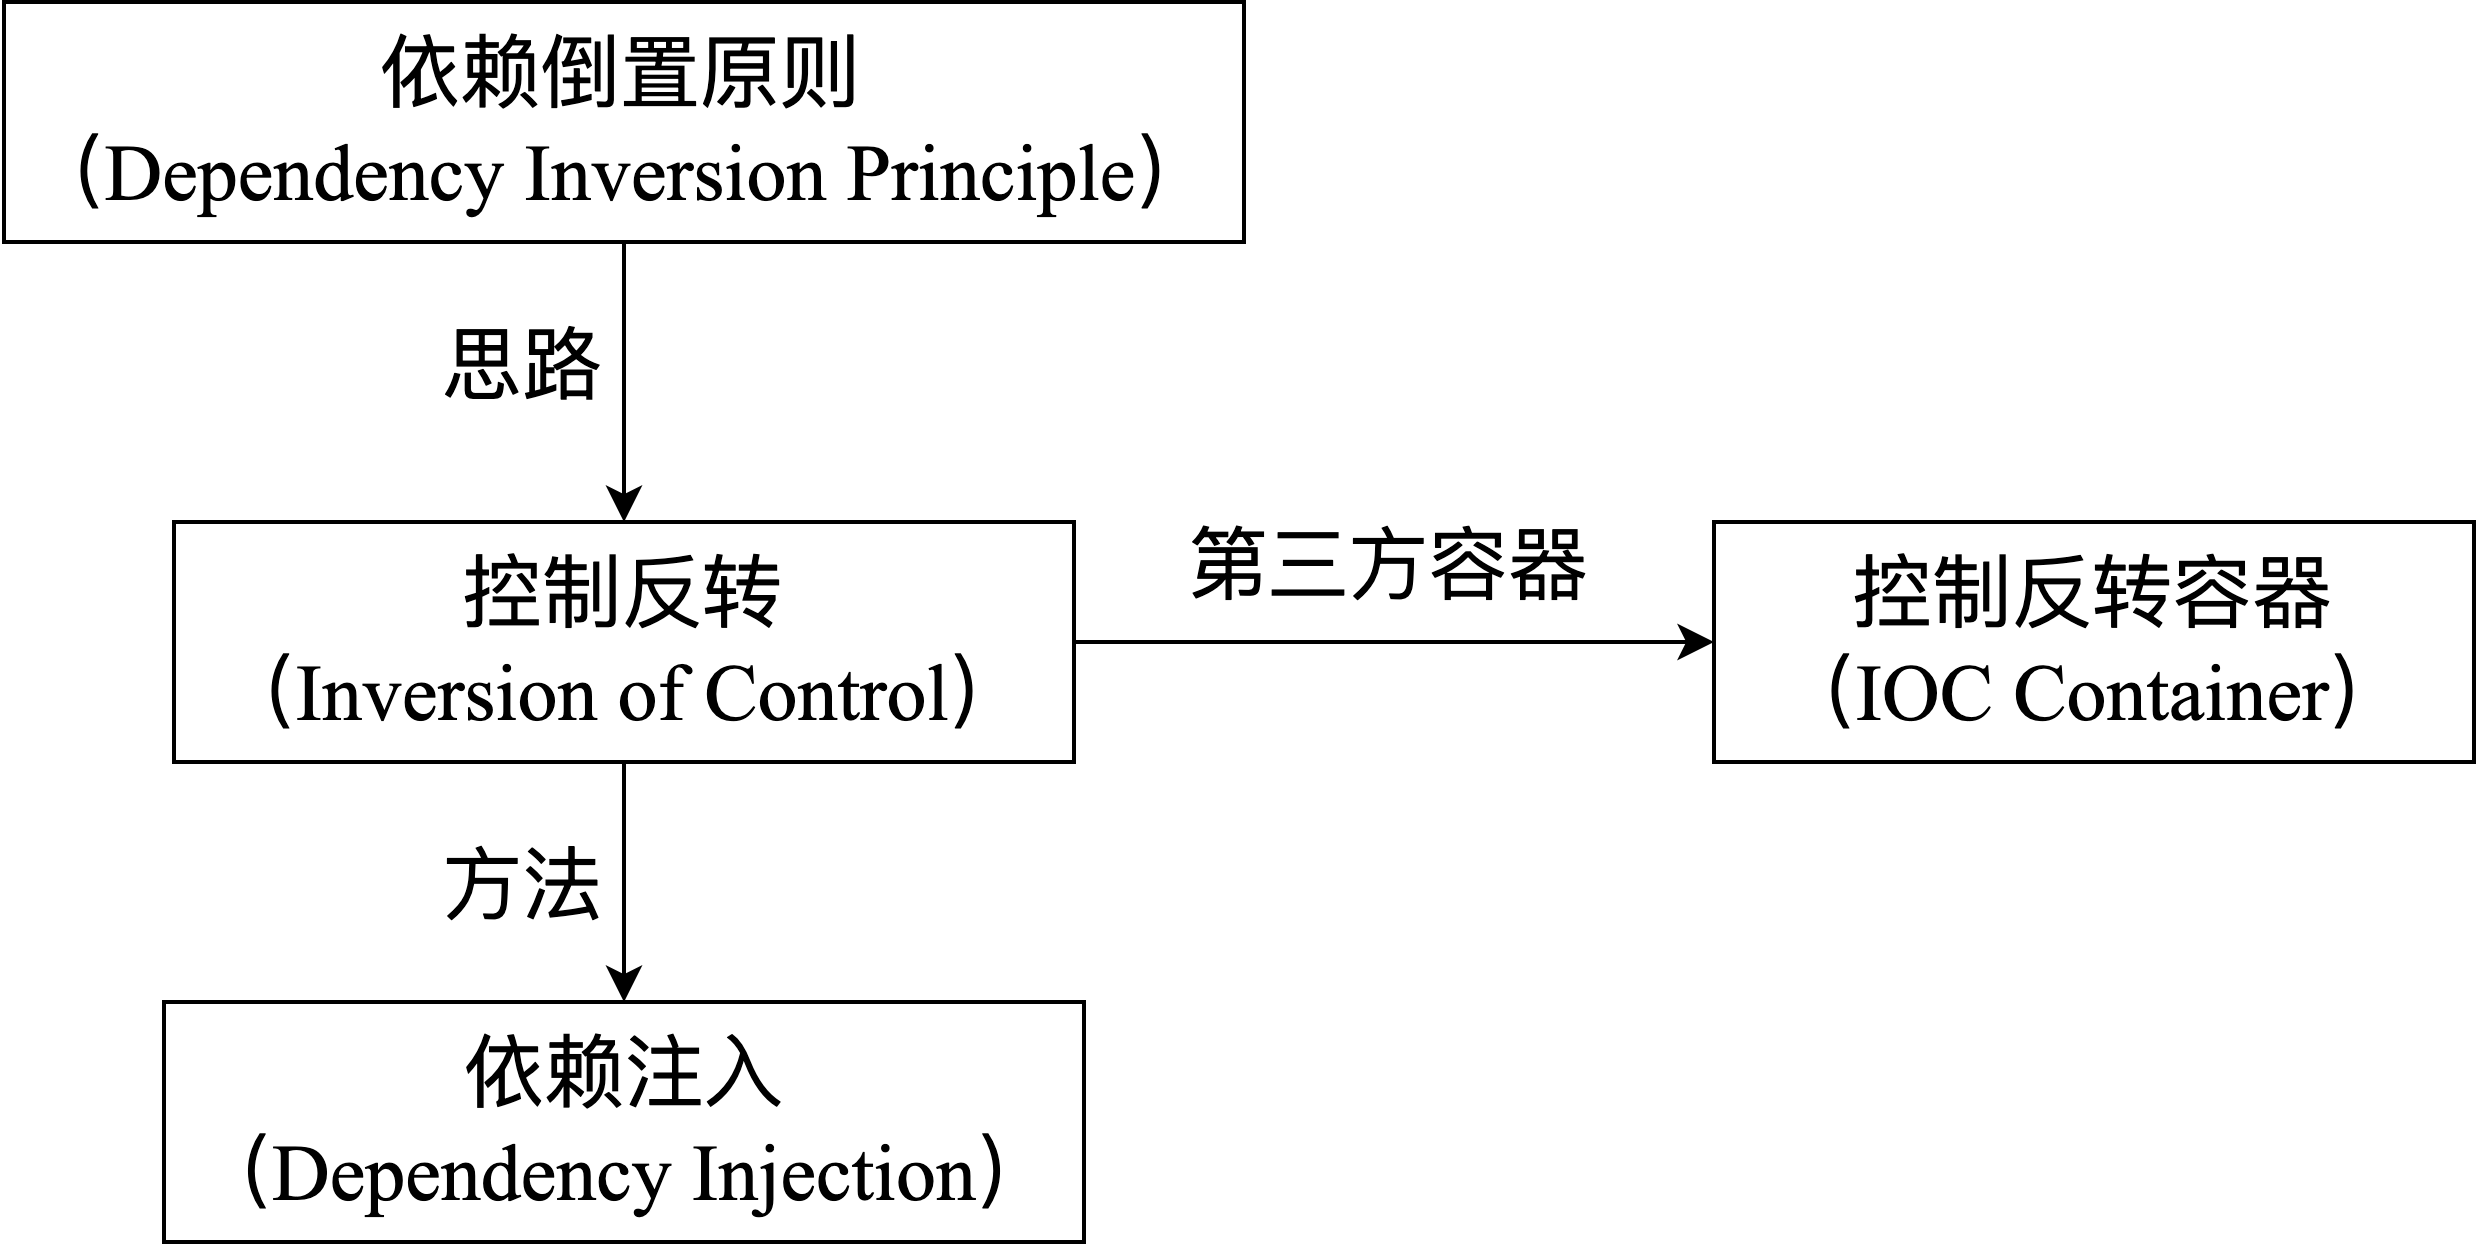 依赖倒置原则
(Dependency Inversion Principle)
思路
控制反转
(Inversion of Control)
第三方容器
控制反转容器
(IOC Container)
方法
依赖注入
(Dependency Injection)